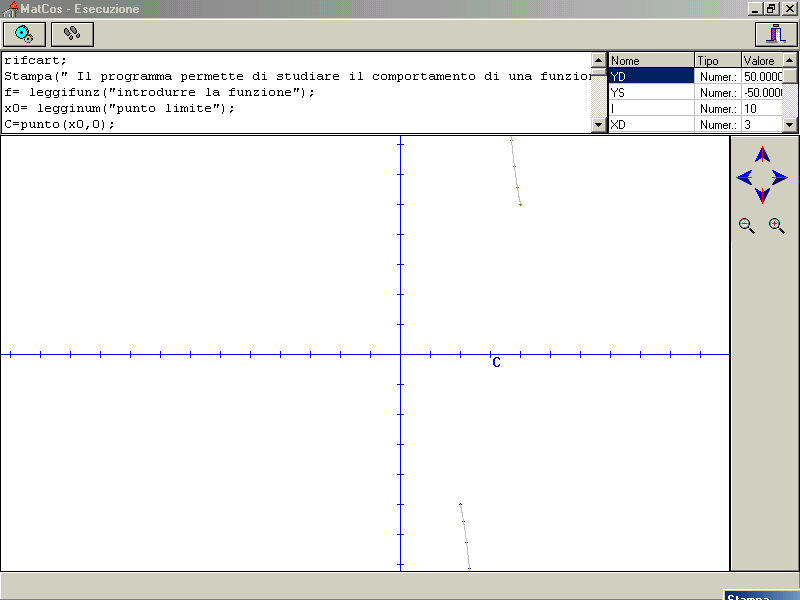 MatCos - Esecuzione
rifcart;
Stampa(" Il programma permette di studiare il comportamento di una funzio
f= leggifunz("introdurre la funzione");
x0= legginum("punto limite");
C=punto(x0,0);
Nome Tipo Valore
YD Numer.: 50.0000
YS Numer.: -50.0000
I Numer.: 10
XD Numer.: 3
C
Stampa